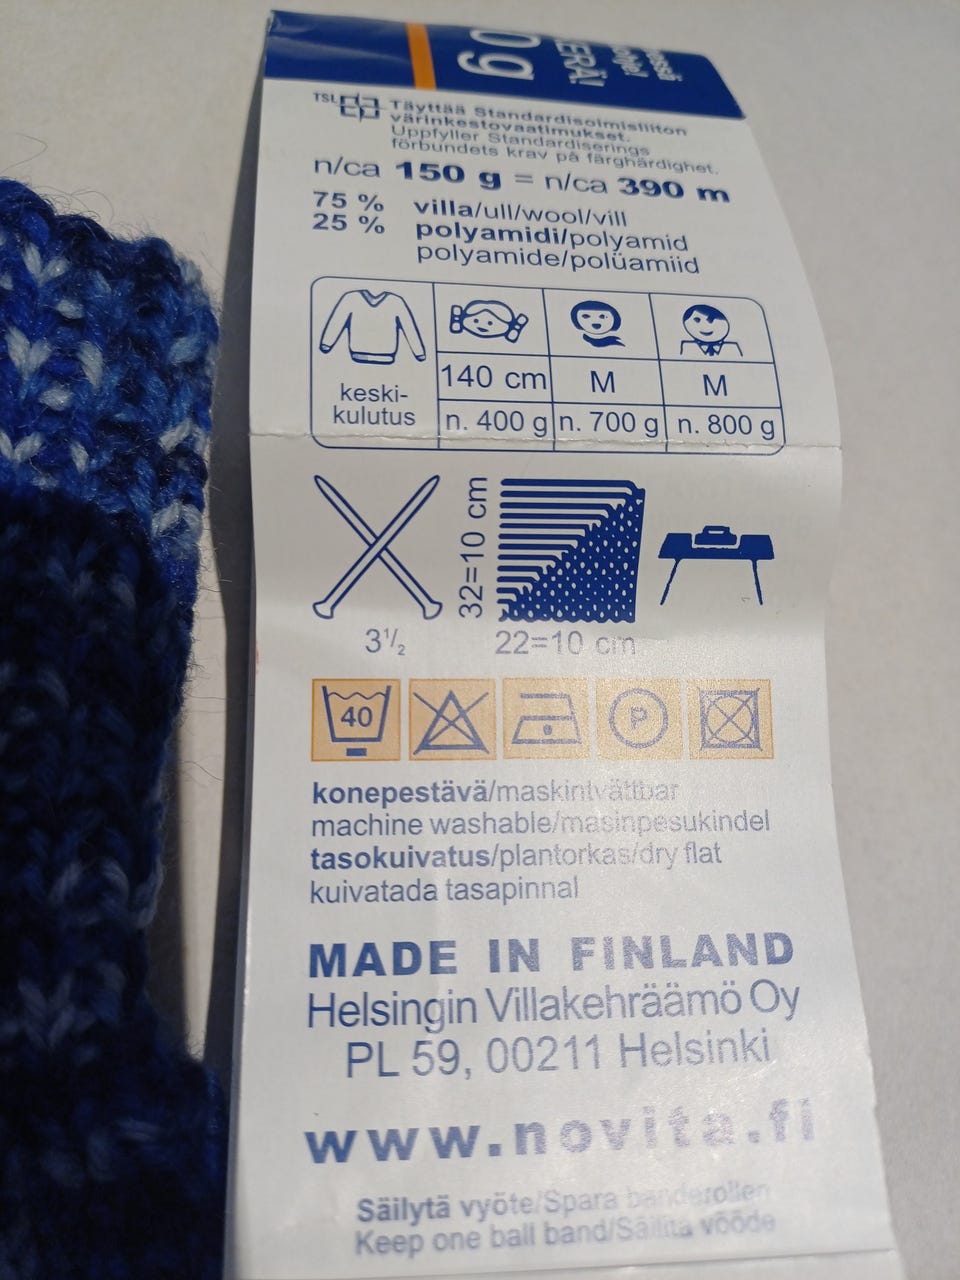 0 g
ERÄ!
TSL Täyttää Standardisoimisliiton
värinkestovaatimukset.
Uppfyller Standardiserings
förbundets krav på färghärdighet.
n/ca 150 g = n/ca 390 m
75 % villa/ull/wool/vill
25 % polyamidi/polyamid
polyamide/polüamiid
140 cm M M
keski-
kulutus n. 400 g n. 700 g n. 800 g
32=10 cm
3½ 22=10 cm
40 P
konepestävä/maskintvättbar
machine washable/masinpesukindel
tasokuivatus/plantorkas/dry flat
kuivatada tasapinnal
MADE IN FINLAND
Helsingin Villakehräämö Oy
PL 59, 00211 Helsinki
www.novita.fi
Säilytä vyöte/Spara banderollen
Keep one ball band/Säilita vööde